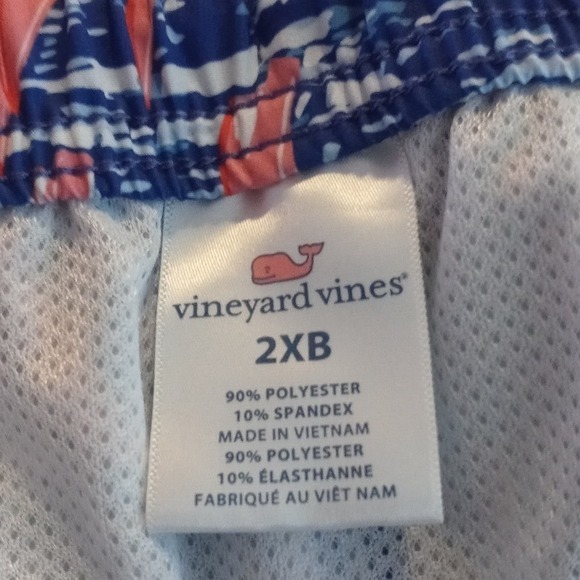 vineyard vines®
2XB
90% POLYESTER
10% SPANDEX
MADE IN VIETNAM
90% POLYESTER
10% ÉLASTHANNE
FABRIQUÉ AU VIÊT NAM